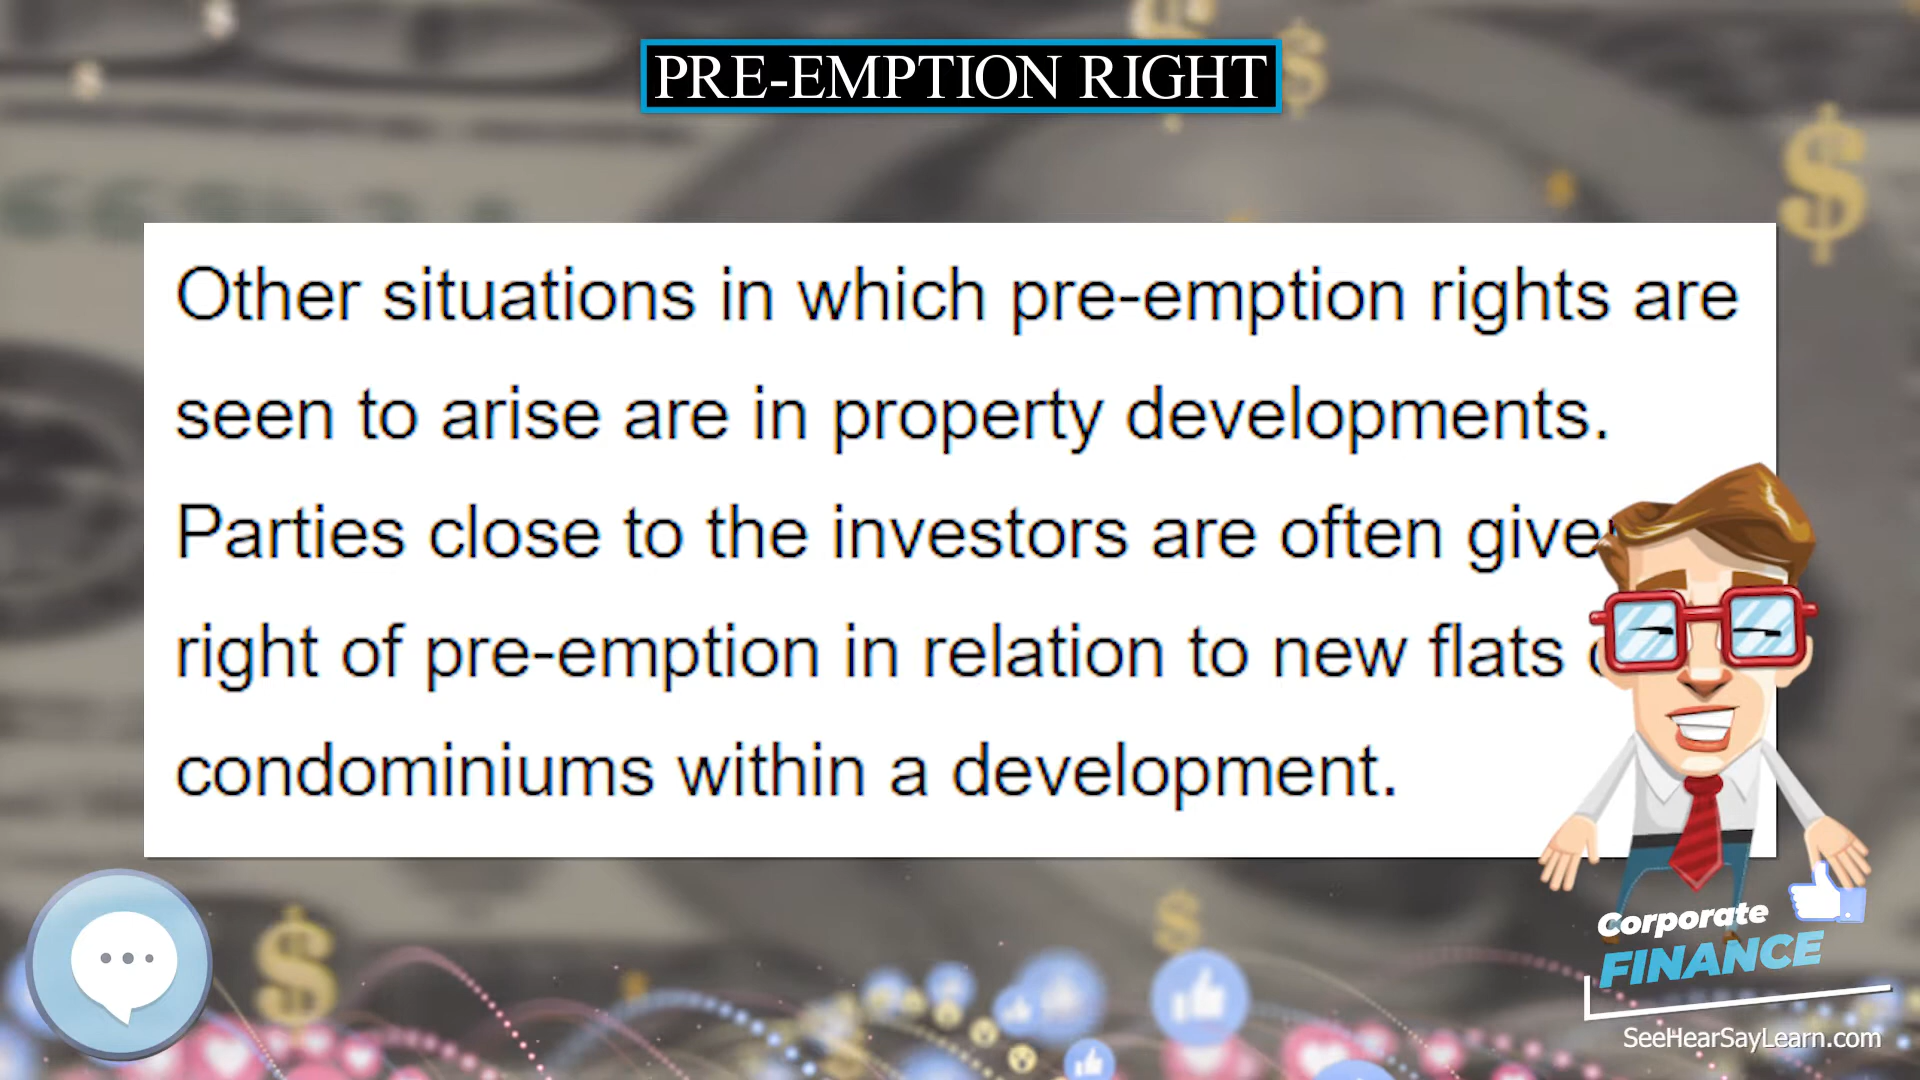 PRE-EMPTION RIGHT
Other situations in which pre-emption rights are
seen to arise are in property developments.
Parties close to the investors are often
right of pre-emption in relation to new flats
condominiums within a development.
Corporate
FINANCE
SeeHearSayLearn.com